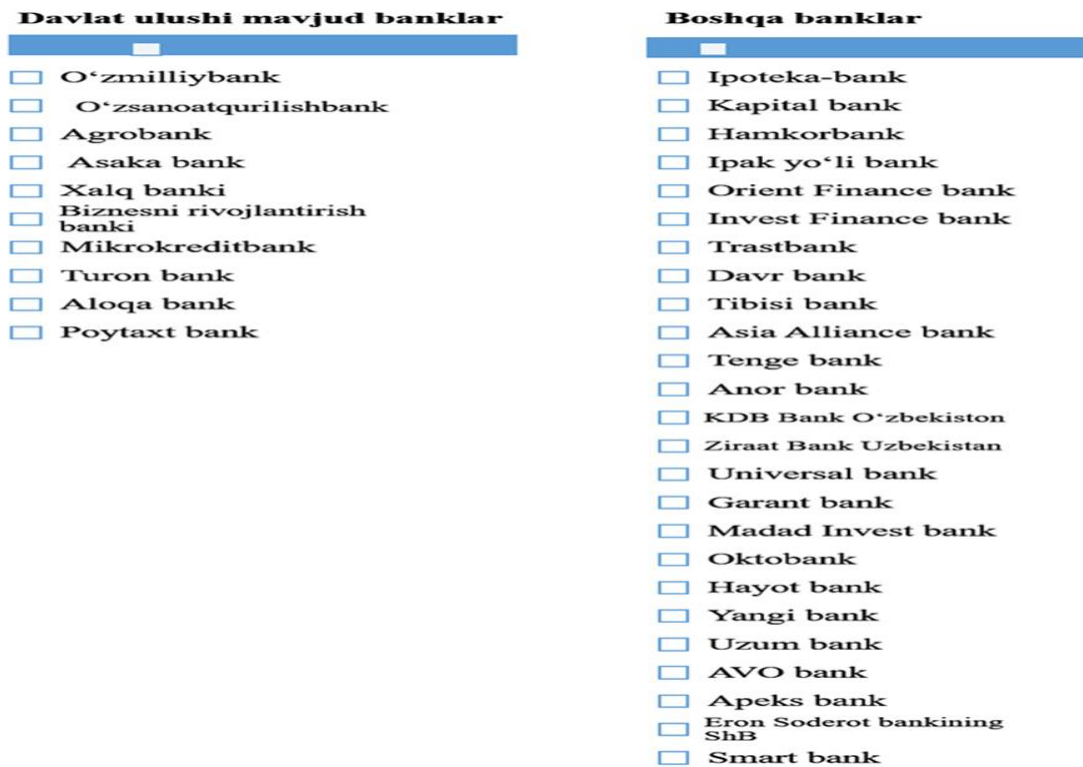 Davlat ulushi mavjud banklar
O‘zmilliybank
O‘zsanoatqurilishbank
Agrobank
Asaka bank
Xalq banki
Biznesni rivojlantirish
banki
Mikrokreditbank
Turon bank
Aloqa bank
Poytaxt bank
Boshqa banklar
Ipoteka-bank
Kapital bank
Hamkorbank
Ipak yo‘li bank
Orient Finance bank
Invest Finance bank
Trastbank
Davr bank
Tibisi bank
Asia Alliance bank
Tenge bank
Anor bank
KDB Bank O‘zbekiston
Ziraat Bank Uzbekistan
Universal bank
Garant bank
Madad Invest bank
Oktobank
Hayot bank
Yangi bank
Uzum bank
AVO bank
Apeks bank
Eron Soderot bankining
ShB
Smart bank